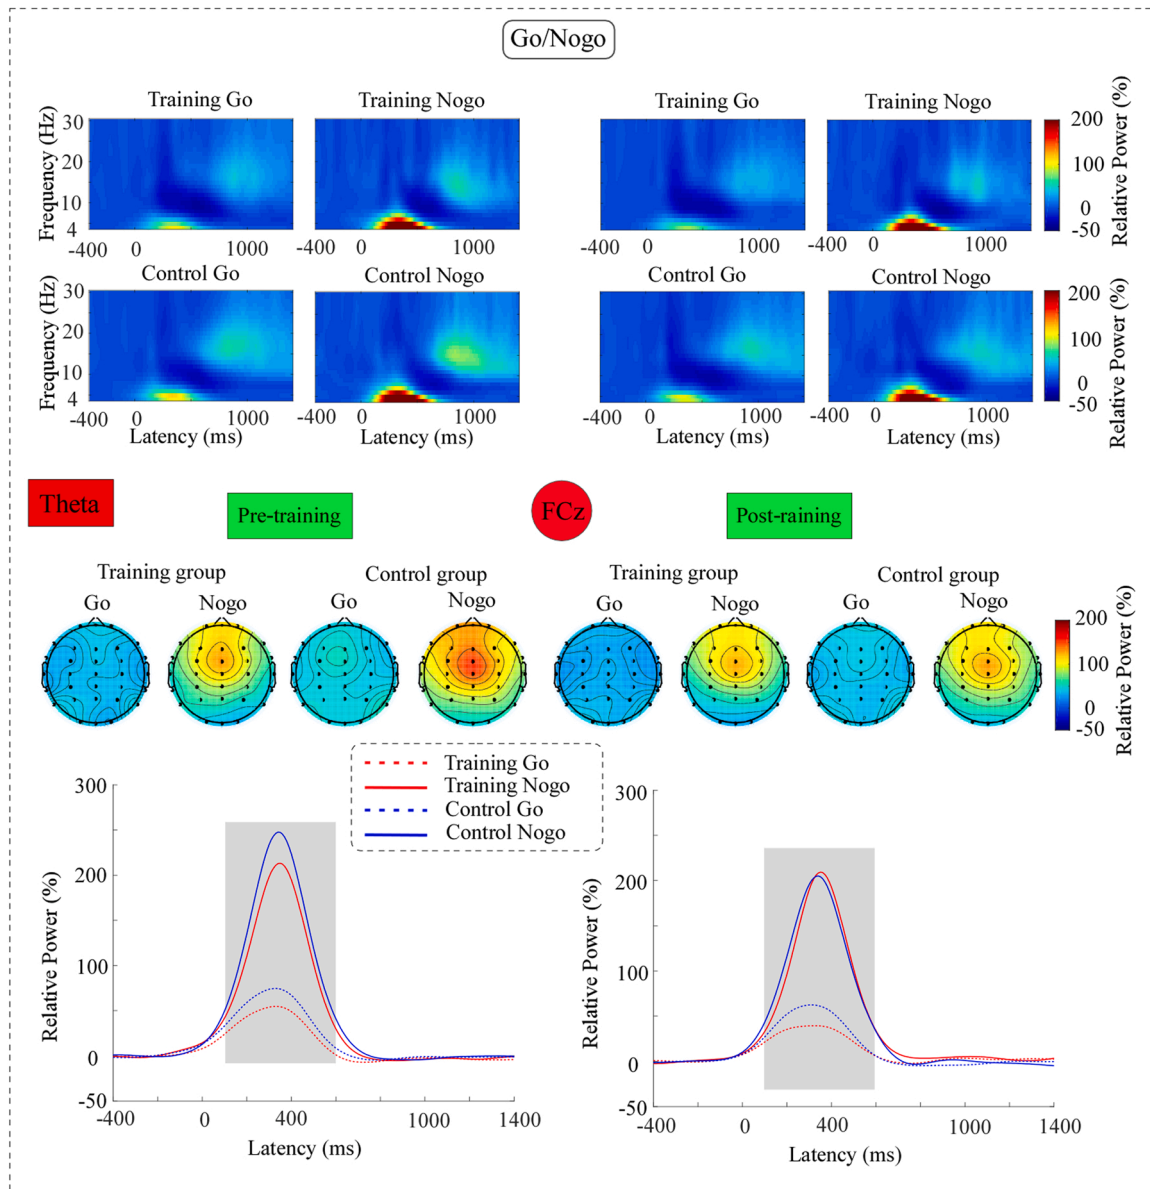 Go/Nogo
Training Go Training Nogo Training Go Training Nogo
Frequency (Hz)
30
20
10
4
-400 0 1000 0 1000 -400 0 1000 0 1000
200
100
0
-50
Relative Power (%)
Control Go Control Nogo Control Go Control Nogo
Frequency (Hz)
30
20
10
4
-400 0 1000 0 1000 -400 0 1000 0 1000
Latency (ms) Latency (ms) Latency (ms) Latency (ms)
200
100
0
-50
Relative Power (%)
Theta
Pre-training
FCz
Post-raining
Training group Control group Training group Control group
Go Nogo Go Nogo Go Nogo Go Nogo
200
100
0
-50
Relative Power (%)
Training Go
Training Nogo
Control Go
Control Nogo
Relative Power (%)
300
200
100
0
-50
-400 0 400 1000 1400
Latency (ms)
Relative Power (%)
300
200
100
0
-50
-400 0 400 1000 1400
Latency (ms)